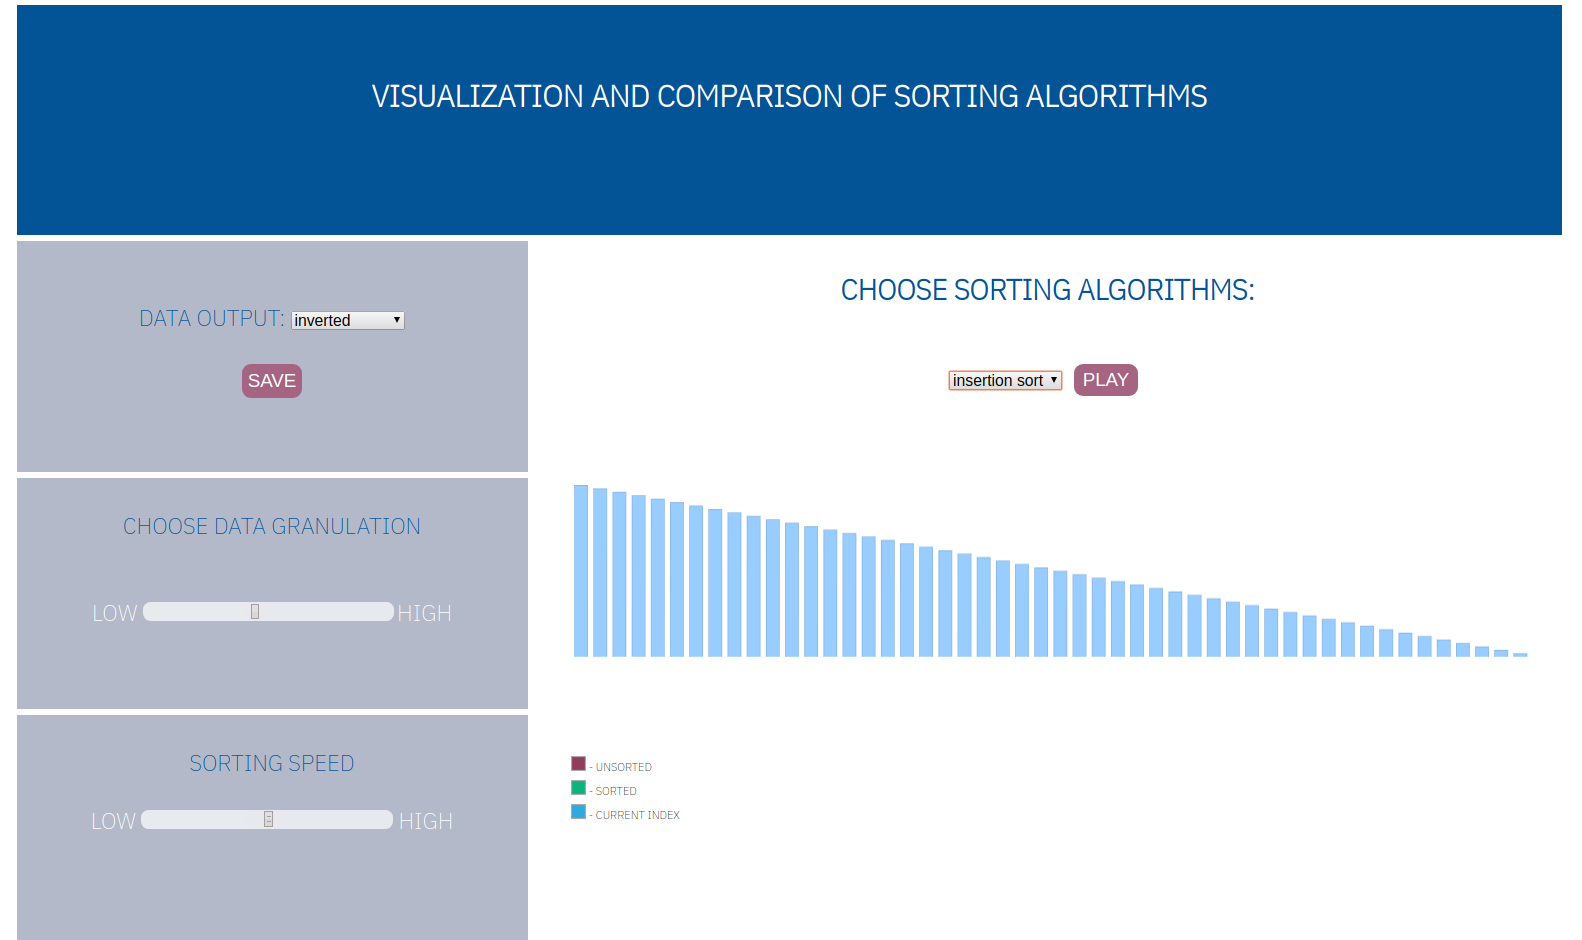 VISUALIZATION AND COMPARISON OF SORTING ALGORITHMS
DATA OUTPUT: inverted
SAVE
CHOOSE SORTING ALGORITHMS:
insertion sort PLAY
CHOOSE DATA GRANULATION
LOW HIGH
SORTING SPEED
LOW HIGH
- UNSORTED
- SORTED
- CURRENT INDEX